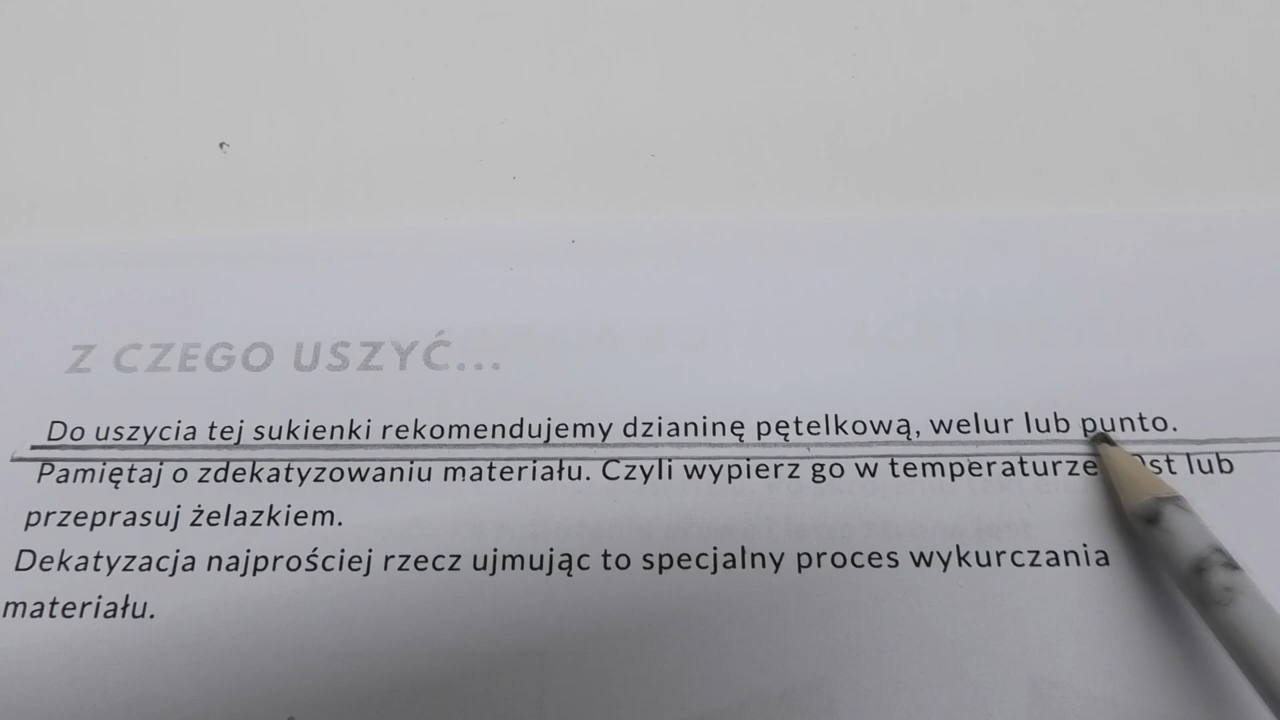 Z CZEGO USZYĆ...
Do uszycia tej sukienki rekomendujemy dzianinę pętelkową, welur lub punto.
Pamiętaj o zdekatyzowaniu materiału. Czyli wypierz go w temperaturze lub
przeprasuj żelazkiem.
Dekatyzacja najprościej rzecz ujmując to specjalny proces wykurczania
materiału.